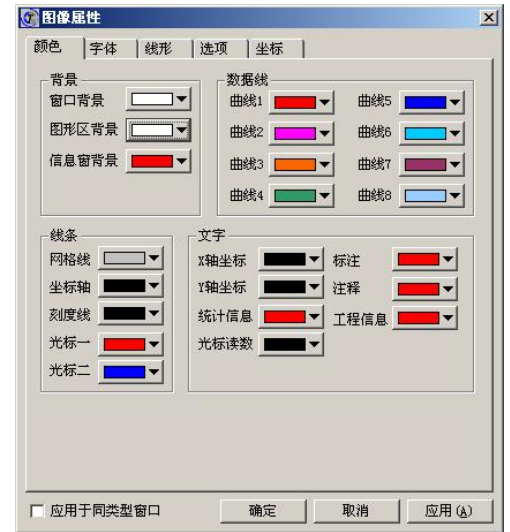 图像属性
颜色 字体 线形 选项 坐标
背景
窗口背景
图形区背景
信息窗背景
数据线
曲线1 曲线5
曲线2 曲线6
曲线3 曲线7
曲线4 曲线8
线条
网格线
坐标轴
刻度线
光标一
光标二
文字
X轴坐标 标注
Y轴坐标 注释
统计信息 工程信息
光标读数
应用于同类型窗口 确定 取消 应用(A)